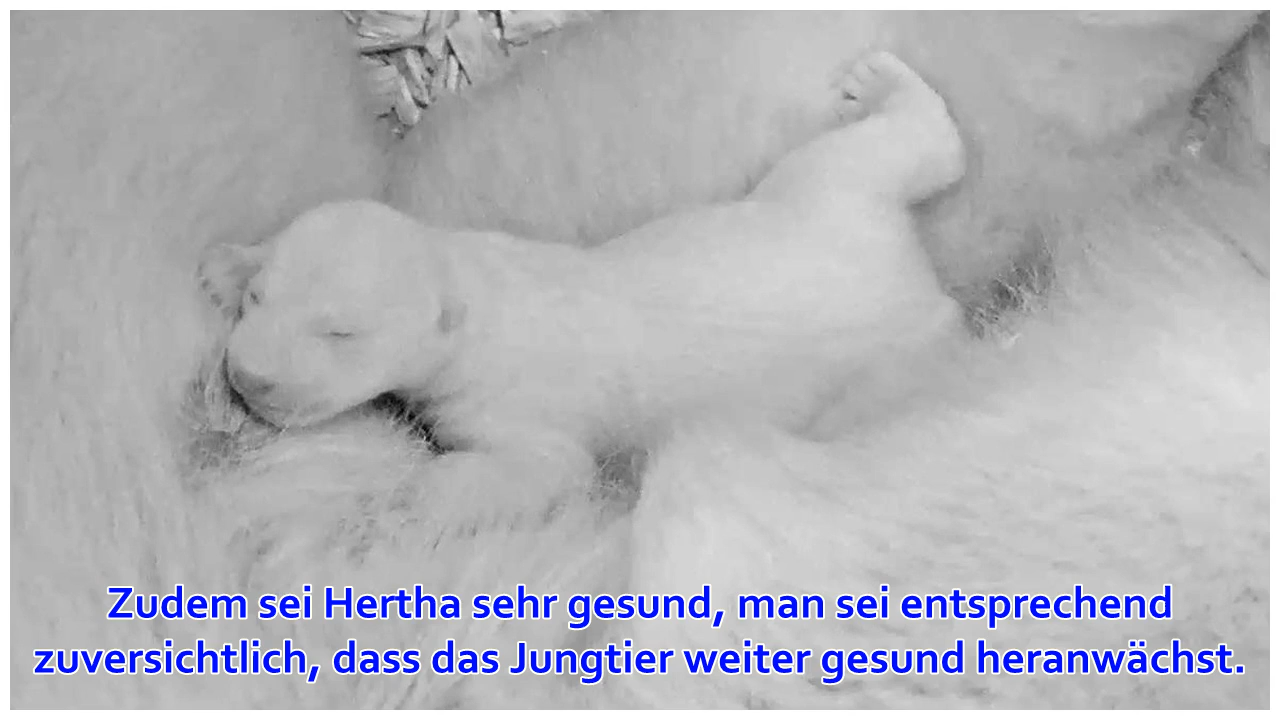 Zudem sei Hertha sehr gesund, man sei entsprechend
zuversichtlich, dass das Jungtier weiter gesund heranwächst.